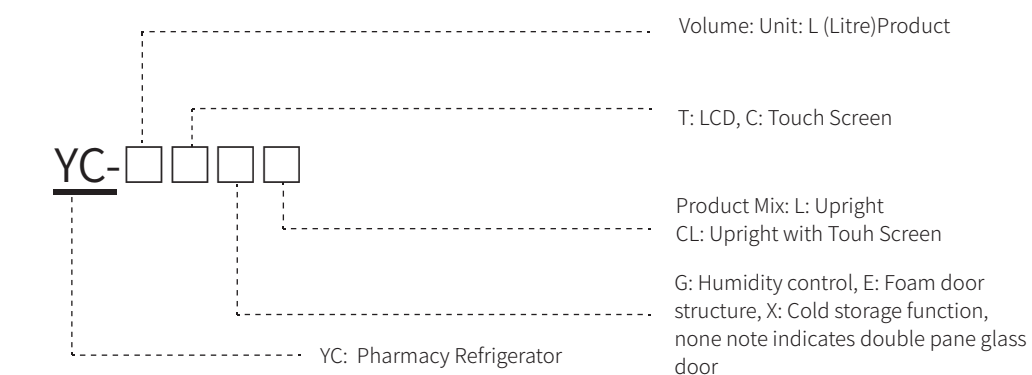 Volume: Unit: L (Litre)Product
T: LCD, C: Touch Screen
YC-□□□□
Product Mix: L: Upright
CL: Upright with Touh Screen
G: Humidity control, E: Foam door
structure, X: Cold storage function,
none note indicates double pane glass
door
YC: Pharmacy Refrigerator